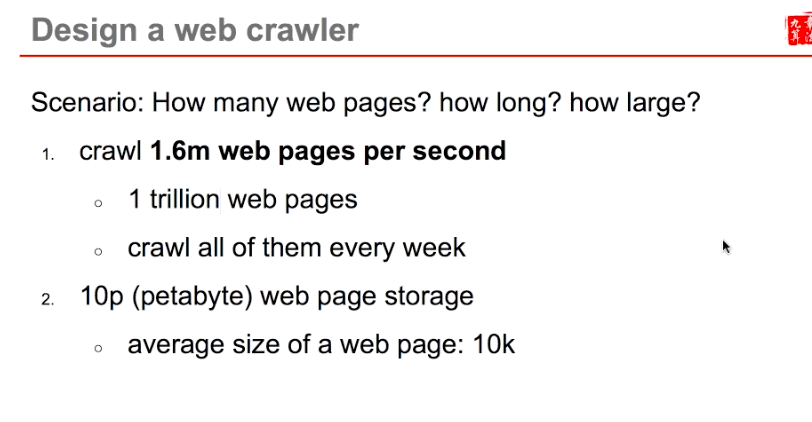 Design a web crawler
Scenario: How many web pages? how long? how large?
1. crawl 1.6m web pages per second
○ 1 trillion web pages
○ crawl all of them every week
2. 10p (petabyte) web page storage
○ average size of a web page: 10k